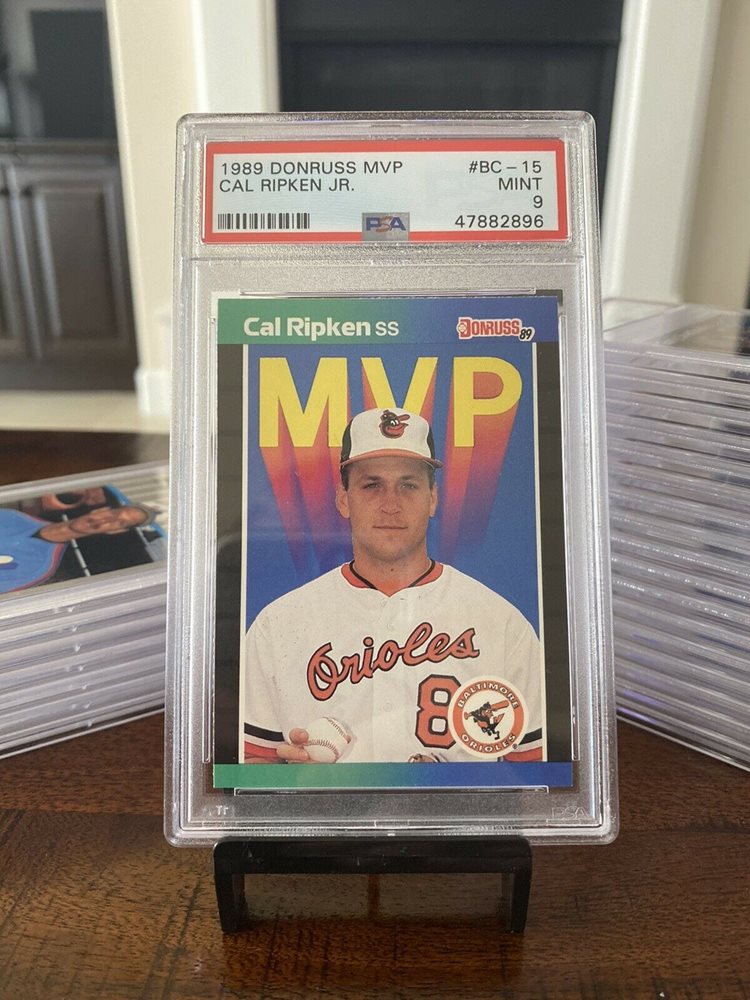 1989 DONRUSS MVP #BC-15
CAL RIPKEN JR. MINT
9
PSA 47882896
Cal Ripken SS DONRUSS 89
MVP
Orioles
8
BALTIMORE
ORIOLES
PSA